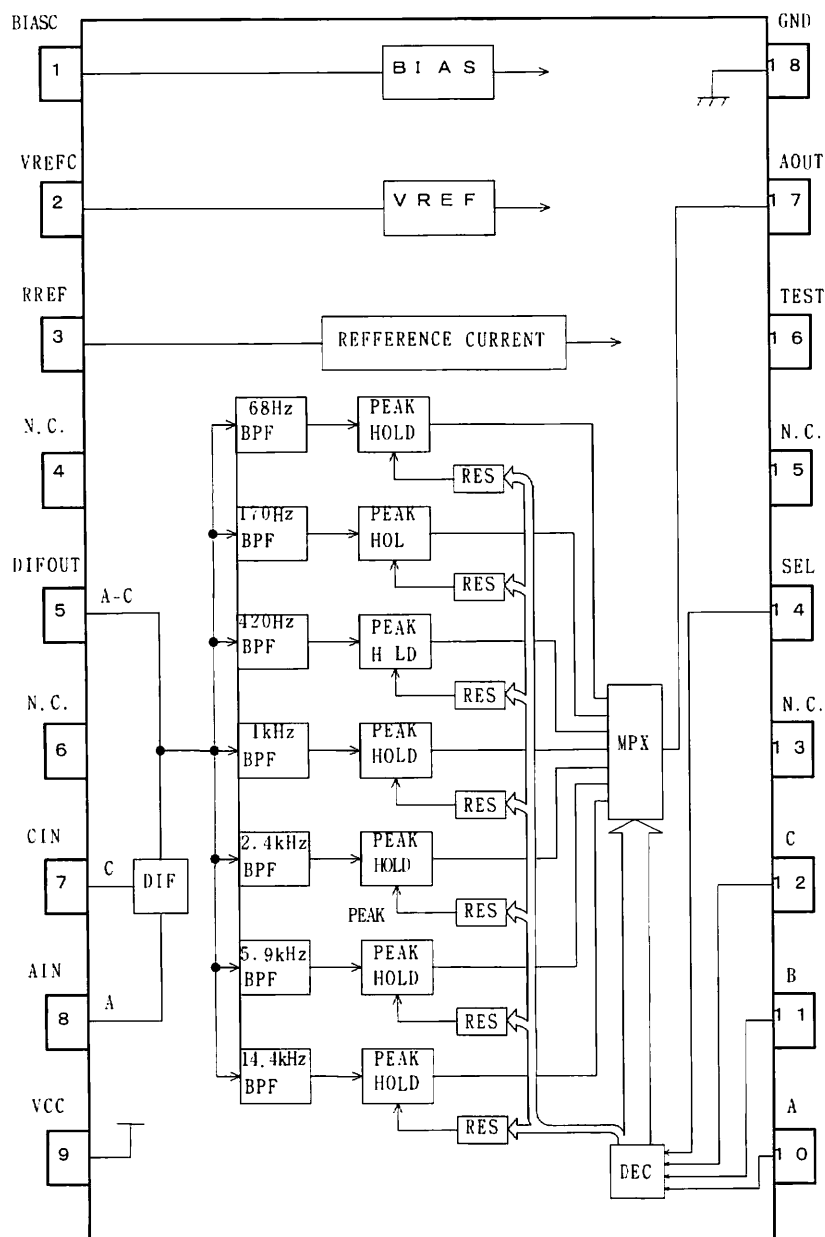 BIASC
1
BIAS
GND
18
VREFC
2
VREF
AOUT
17
RREF
3
REFFERENCE CURRENT
TEST
16
N.C.
4
68Hz
BPF
PEAK
HOLD
RES
N.C.
15
170Hz
BPF
PEAK
HOL
RES
DIFOUT
5
A-C
420Hz
BPF
PEAK
H LD
RES
SEL
14
N.C.
6
1kHz
BPF
PEAK
HOLD
RES
MPX
N.C.
13
CIN
7
C
DIF
2.4kHz
BPF
PEAK
HOLD
PEAK
RES
C
12
AIN
8
A
5.9kHz
BPF
PEAK
HOLD
RES
B
11
VCC
9
14.4kHz
BPF
PEAK
HOLD
RES
DEC
A
10